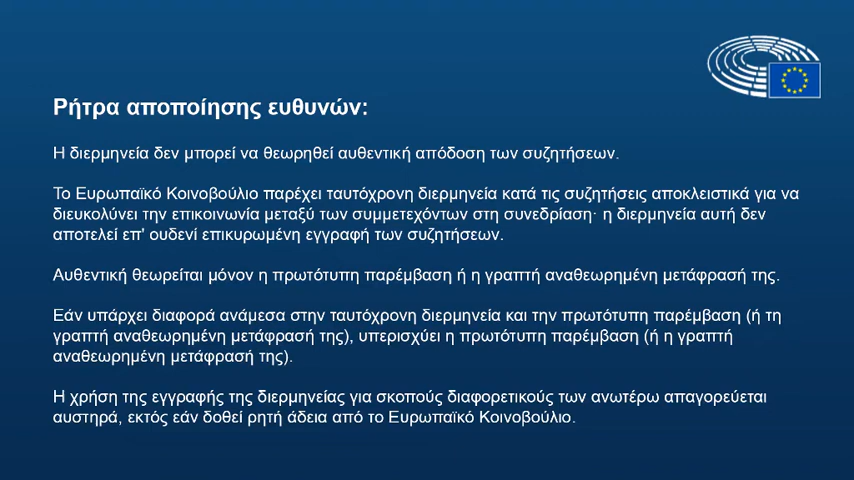 Ρήτρα αποποίησης ευθυνών:
Η διερμηνεία δεν μπορεί να θεωρηθεί αυθεντική απόδοση των συζητήσεων.
Το Ευρωπαϊκό Κοινοβούλιο παρέχει ταυτόχρονη διερμηνεία κατά τις συζητήσεις αποκλειστικά για να
διευκολύνει την επικοινωνία μεταξύ των συμμετεχόντων στη συνεδρίαση· η διερμηνεία αυτή δεν
αποτελεί επ' ουδενί επικυρωμένη εγγραφή των συζητήσεων.
Αυθεντική θεωρείται μόνον η πρωτότυπη παρέμβαση ή η γραπτή αναθεωρημένη μετάφρασή της.
Εάν υπάρχει διαφορά ανάμεσα στην ταυτόχρονη διερμηνεία και την πρωτότυπη παρέμβαση (ή τη
γραπτή αναθεωρημένη μετάφρασή της), υπερισχύει η πρωτότυπη παρέμβαση (ή η γραπτή
αναθεωρημένη μετάφρασή της).
Η χρήση της εγγραφής της διερμηνείας για σκοπούς διαφορετικούς των ανωτέρω απαγορεύεται
αυστηρά, εκτός εάν δοθεί ρητή άδεια από το Ευρωπαϊκό Κοινοβούλιο.